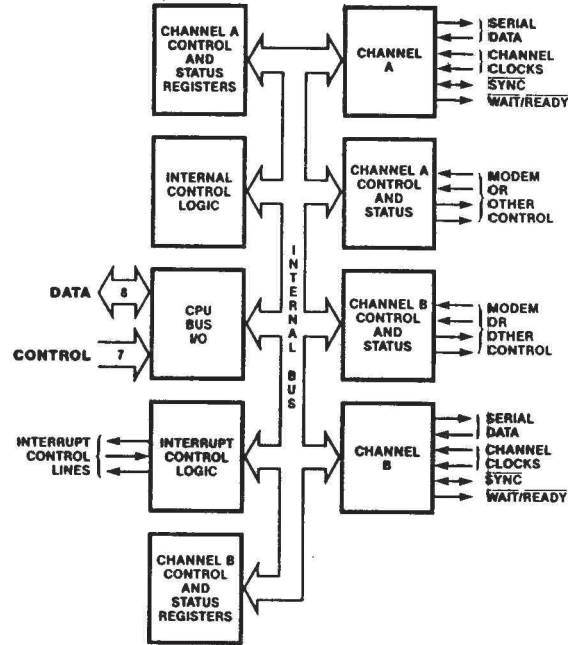 CHANNEL A
CONTROL
AND
STATUS
REGISTERS
CHANNEL
A
SERIAL
DATA
CHANNEL
CLOCKS
SYNC
WAIT/READY
INTERNAL
CONTROL
LOGIC
CHANNEL A
CONTROL
AND
STATUS
MODEM
OR
OTHER
CONTROL
INTERNAL BUS
DATA
8
CONTROL
7
CPU
BUS
I/O
CHANNEL B
CONTROL
AND
STATUS
MODEM
OR
OTHER
CONTROL
INTERRUPT
CONTROL
LINES
INTERRUPT
CONTROL
LOGIC
CHANNEL
B
SERIAL
DATA
CHANNEL
CLOCKS
SYNC
WAIT/READY
CHANNEL B
CONTROL
AND
STATUS
REGISTERS